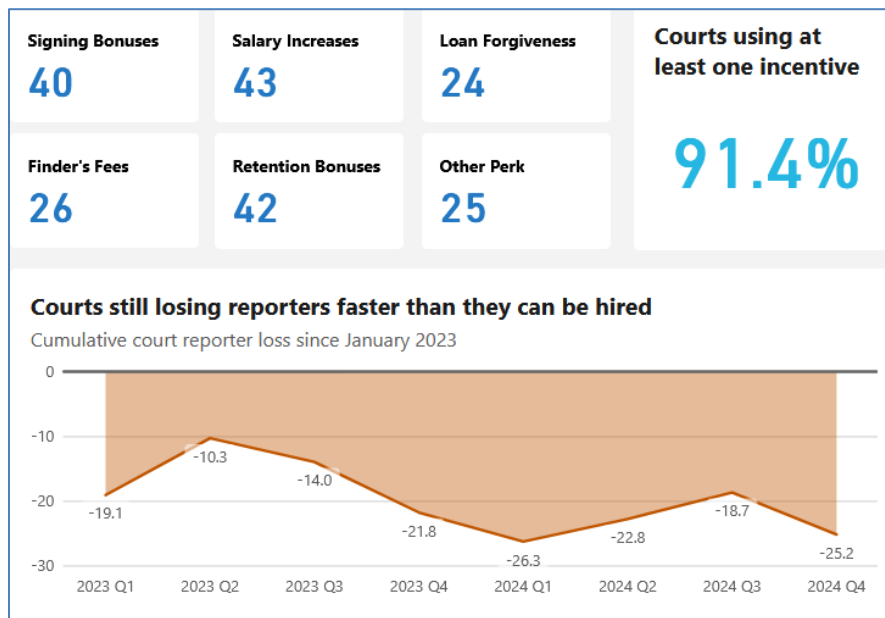 Signing Bonuses
40
Salary Increases
43
Loan Forgiveness
24
Courts using at
least one incentive
91.4%
Finder's Fees
26
Retention Bonuses
42
Other Perk
25
Courts still losing reporters faster than they can be hired
Cumulative court reporter loss since January 2023
0
-10
-20
-30
-19.1
-10.3
-14.0
-21.8
-26.3
-22.8
-18.7
-25.2
2023 Q1
2023 Q2
2023 Q3
2023 Q4
2024 Q1
2024 Q2
2024 Q3
2024 Q4